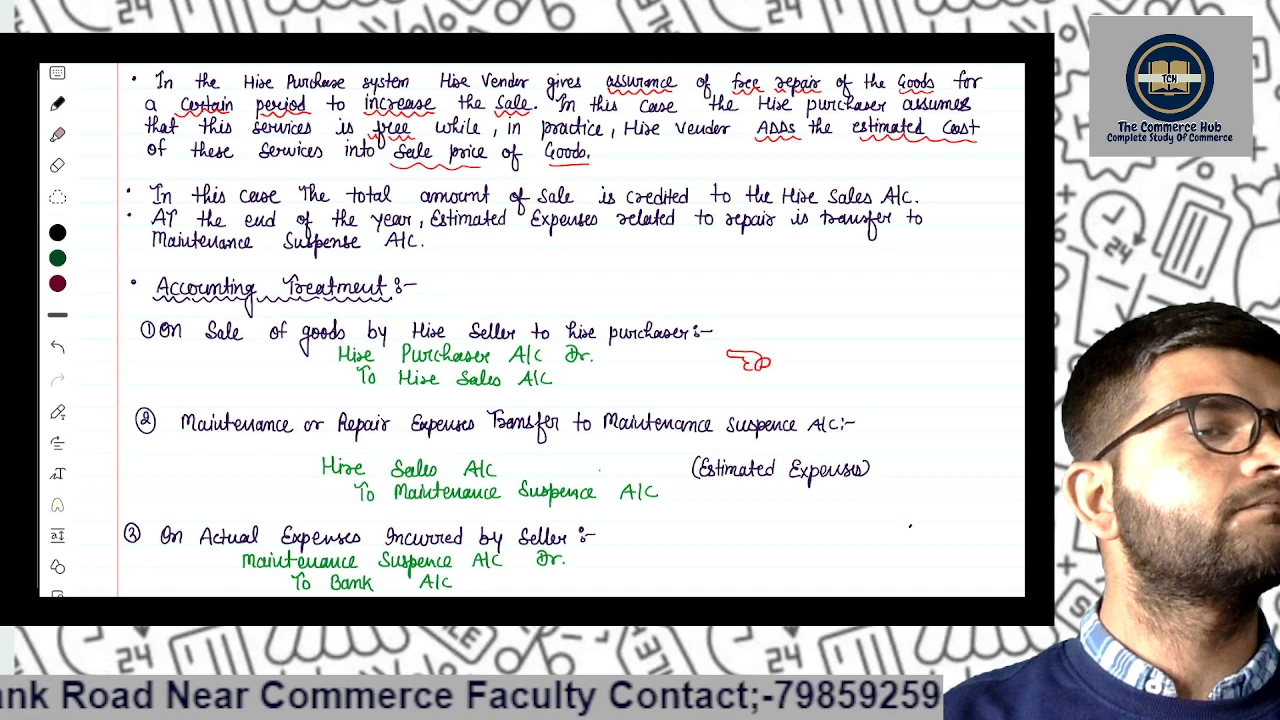 • In the Hire Purchase system Hire Vendor gives assurance of free repair of the Goods for
a certain period to increase the Sale. In this case the Hire purchaser assumes
that this services is free while, in practice, Hire Vendor ADDs the estimated cost
of these services into Sale price of Goods.
• In this case The total amount of Sale is credited to the Hire Sales A/C.
• AT the end of the year, Estimated Expenses related to repair is transfer to
Maintenance Suspense A/C.
• Accounting Treatment :-
① On Sale of goods by Hire Seller to hire purchaser:-
Hire Purchaser A/C Dr.
To Hire Sales A/C
② Maintenance or Repair Expenses Transfer to Maintenance Suspence A/C:-
Hire Sales A/C (Estimated Expenses)
To Maintenance Suspence A/C
③ On Actual Expenses Incurred by Seller :-
Maintenance Suspence A/C Dr.
To Bank A/C
TCH
The Commerce Hub
Complete Study Of Commerce
ank Road Near Commerce Faculty Contact;-79859259